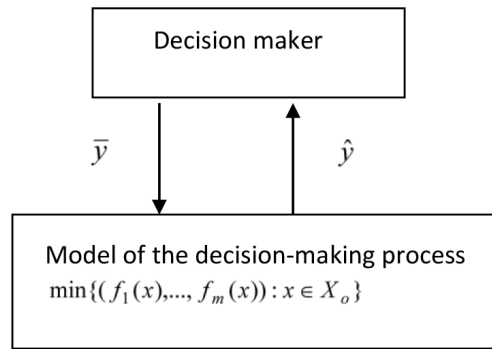 Decision maker
ȳ ŷ
Model of the decision-making process
min{(f₁(x),..., fₘ(x)) : x ∈ Xₒ}